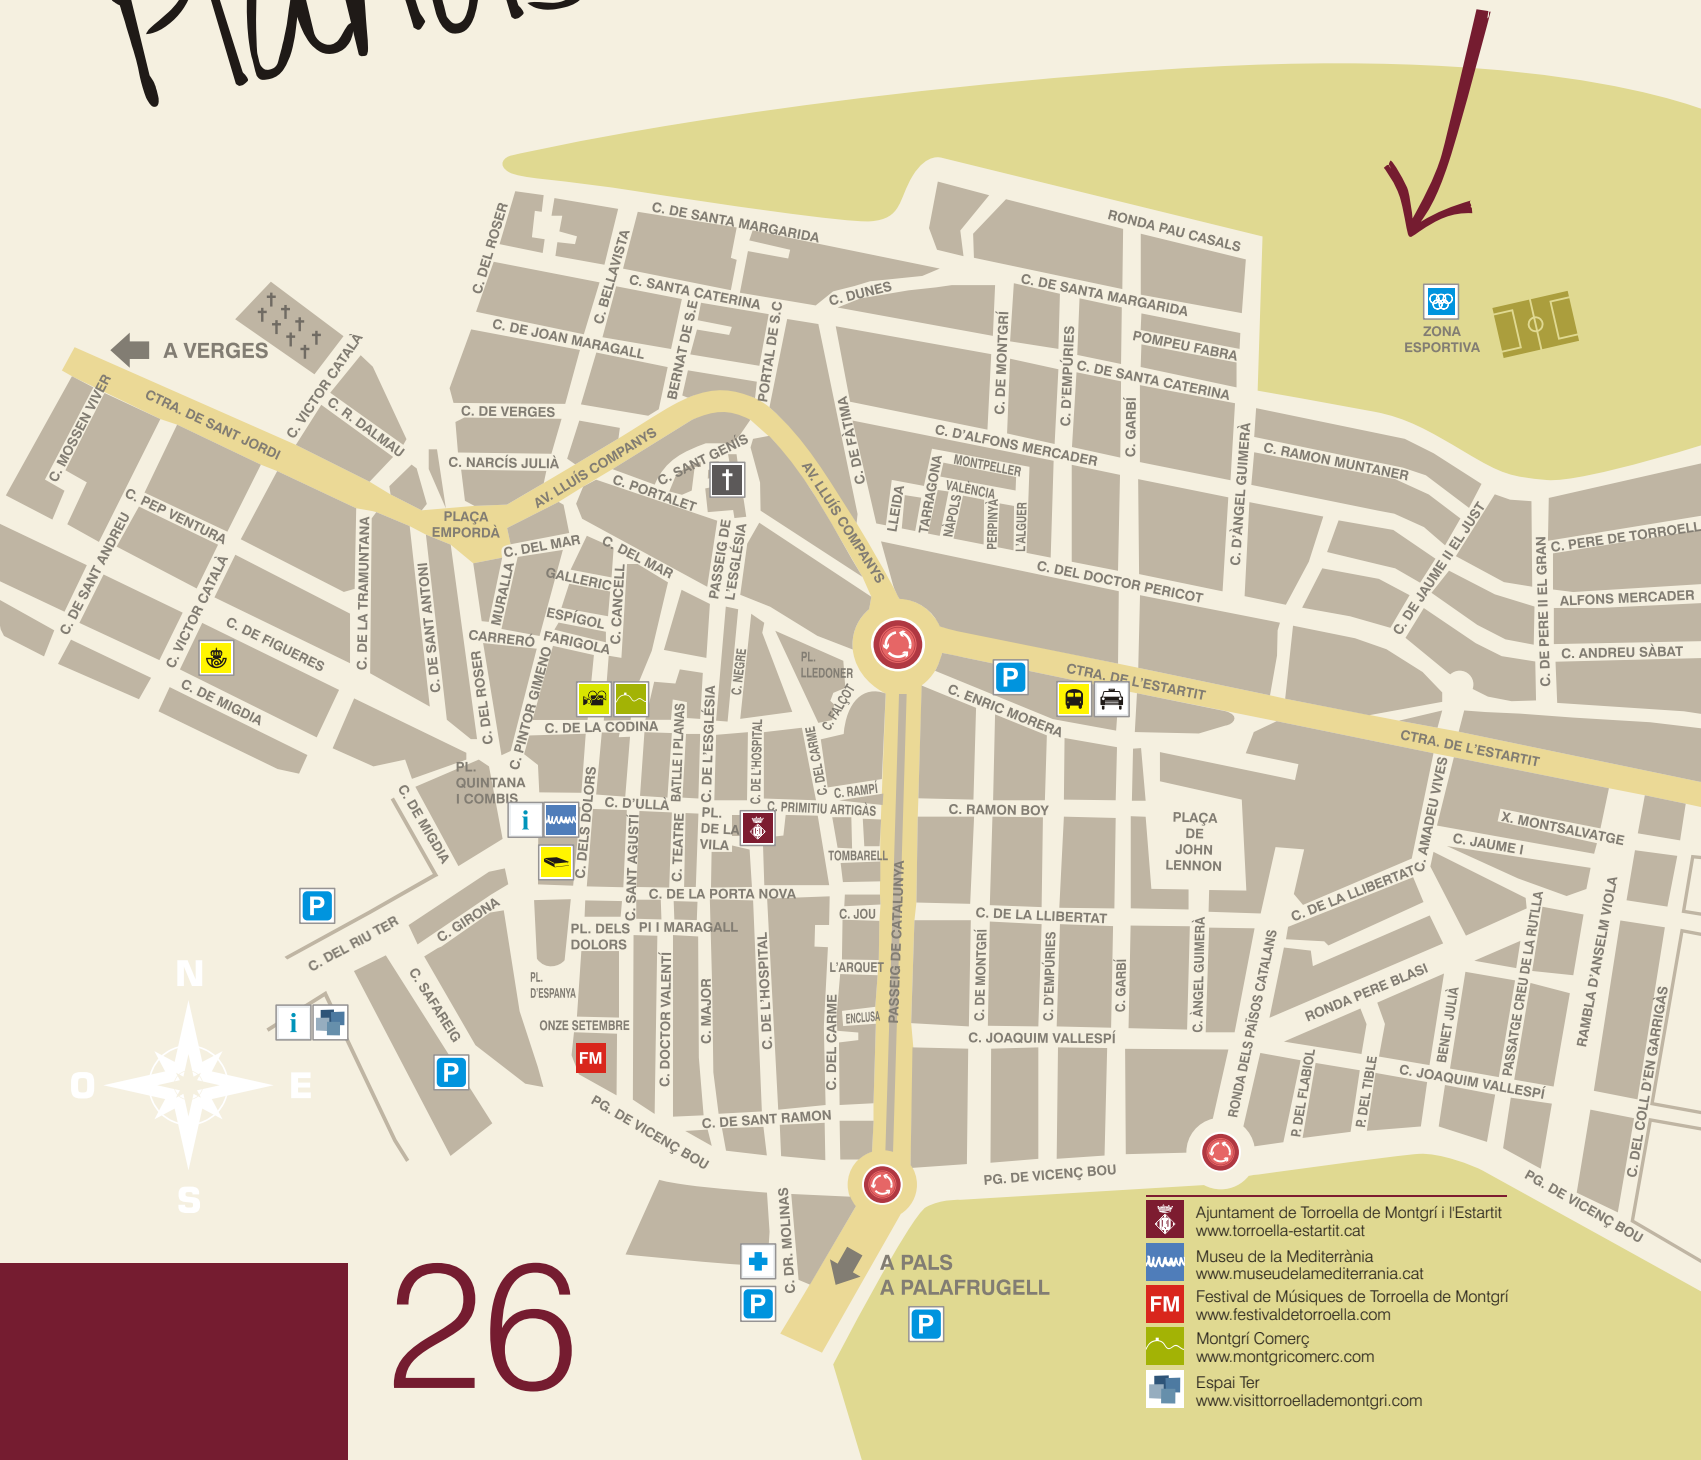 C. DE SANTA MARGARIDA
RONDA PAU CASALS
C. DEL ROSER
C. BELLAVISTA
C. SANTA CATERINA
C. DUNES
C. DE SANTA MARGARIDA
ZONA
ESPORTIVA
A VERGES
C. DE JOAN MARAGALL
BERNAT DE S.E
PORTAL DE S.C
C. DE MONTGRÍ
C. D'EMPÚRIES
POMPEU FABRA
C. DE SANTA CATERINA
C. MOSSEN VIVER
CTRA. DE SANT JORDI
C. VICTOR CATALÀ
C. R. DALMAU
C. DE VERGES
C. NARCÍS JULIÀ
AV. LLUÍS COMPANYS
C. SANT GENÍS
C. PORTALET
AV. LLUÍS COMPANYS
C. DE FÀTIMA
C. D'ALFONS MERCADER
C. GARBÍ
C. D'ÀNGEL GUIMERÀ
C. RAMON MUNTANER
MONTPELLER
VALÈNCIA
LLEIDA
TARRAGONA
NÀPOLS
PERPINYÀ
L'ALGUER
C. PEP VENTURA
C. DE SANT ANDREU
C. VICTOR CATALÀ
C. DE LA TRAMUNTANA
PLAÇA
EMPORDÀ
C. DEL MAR
C. DEL MAR
PASSEIG DE
L'ESGLÉSIA
C. DEL DOCTOR PERICOT
C. DE JAUME II EL JUST
C. DE PERE II EL GRAN
C. PERE DE TORROELL
ALFONS MERCADER
C. ANDREU SÀBAT
C. DE SANT ANTONI
MURALLA
GALLERIC
ESPÍGOL
C. CANCELL
CARRERÓ
FARIGOLA
C. DEL ROSER
C. PINTOR GIMENO
C. DE FIGUERES
C. DE MIGDIA
C. NEGRE
PL.
LLEDONER
C. FALÇOT
P
CTRA. DE L'ESTARTIT
C. ENRIC MORERA
CTRA. DE L'ESTARTIT
C. DE LA CODINA
BATLLE I PLANAS
C. DE L'ESGLÉSIA
C. DE L'HOSPITAL
C. DEL CARME
C. RAMPÍ
PL.
QUINTANA
I COMBIS
C. DELS DOLORS
C. D'ULLÀ
PL.
DE LA
VILA
C. PRIMITIU ARTIGÀS
C. RAMON BOY
PLAÇA
DE
JOHN
LENNON
C. AMADEU VIVES
X. MONTSALVATGE
C. JAUME I
C. DE MIGDIA
i
C. SANT AGUSTÍ
C. TEATRE
TOMBARELL
C. DE LA PORTA NOVA
PASSEIG DE CATALUNYA
C. DE LA LLIBERTAT
C. DE LA LLIBERTAT
P
C. GIRONA
C. DEL RIU TER
PL. DELS
DOLORS
PI I MARAGALL
C. JOU
L'ARQUET
ENCLUSA
C. DE MONTGRÍ
C. D'EMPÚRIES
C. GARBÍ
C. ÀNGEL GUIMERÀ
RONDA DELS PAÏSOS CATALANS
RONDA PERE BLASI
BENET JULIÀ
PASSATGE CREU DE LA RUTLLA
RAMBLA D'ANSELM VIOLA
C. DEL COLL D'EN GARRIGÀS
PL.
D'ESPANYA
C. SAFAREIG
ONZE SETEMBRE
FM
C. DOCTOR VALENTÍ
C. MAJOR
C. DE L'HOSPITAL
C. DEL CARME
C. JOAQUIM VALLESPÍ
C. JOAQUIM VALLESPÍ
P. DEL FLABIOL
P. DEL TIBLE
N
O
E
S
i
P
PG. DE VICENÇ BOU
C. DE SANT RAMON
PG. DE VICENÇ BOU
PG. DE VICENÇ BOU
C. DR. MOLINAS
P
A PALS
A PALAFRUGELL
P
Ajuntament de Torroella de Montgrí i l'Estartit
www.torroella-estartit.cat
Museu de la Mediterrània
www.museudelamediterrania.cat
FM
Festival de Músiques de Torroella de Montgrí
www.festivaldetorroella.com
Montgrí Comerç
www.montgricomerc.com
Espai Ter
www.visittorroellademontgri.com
26